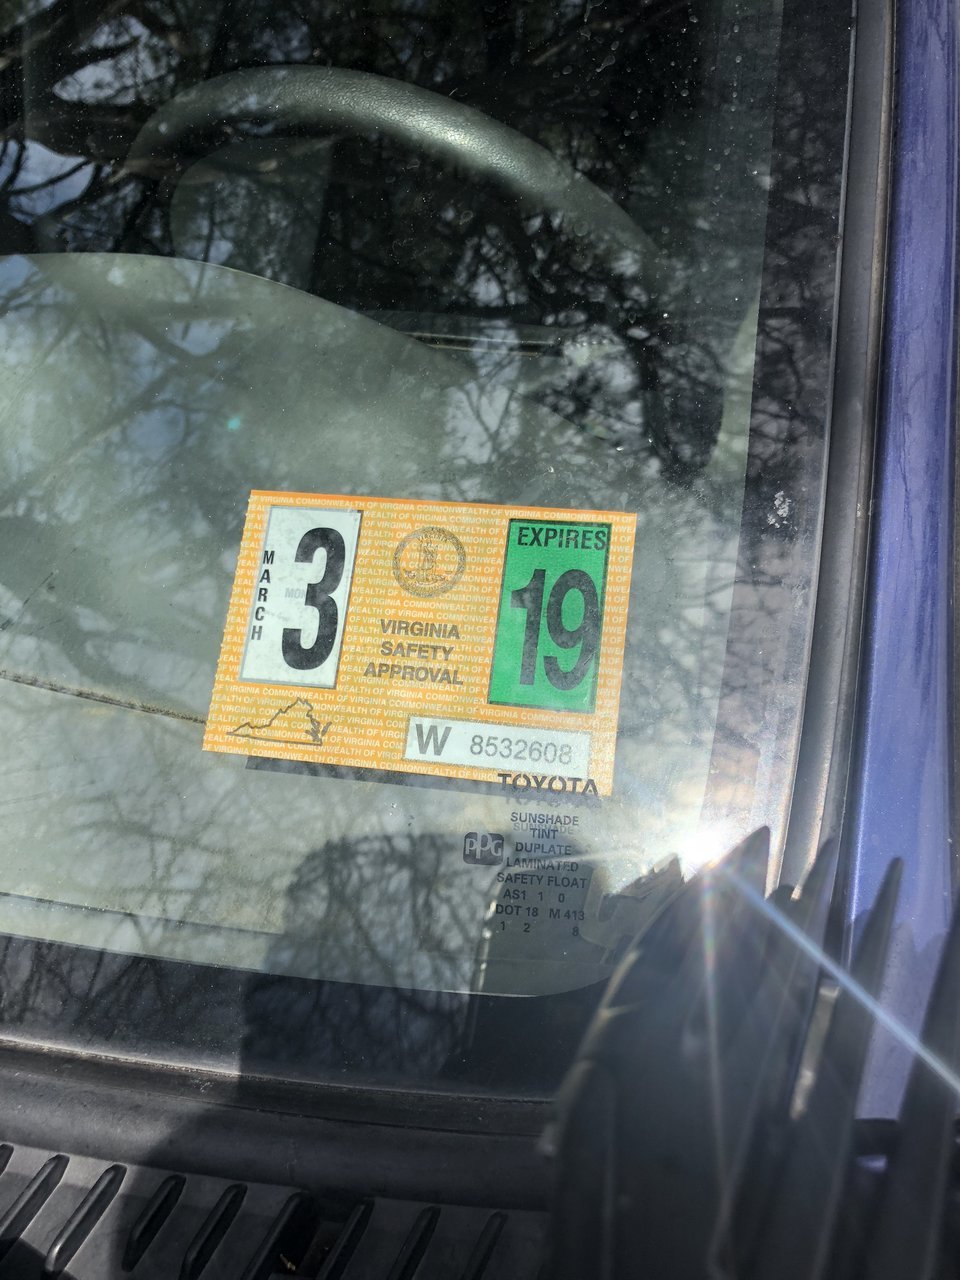 MARCH
3
EXPIRES
19
VIRGINIA
SAFETY
APPROVAL
W 8532608
TOYOTA
SUNSHADE
TINT
PPG
DUPLATE
LAMINATED
SAFETY FLOAT
AS1 1 0
DOT 18 M 413
1 2 8